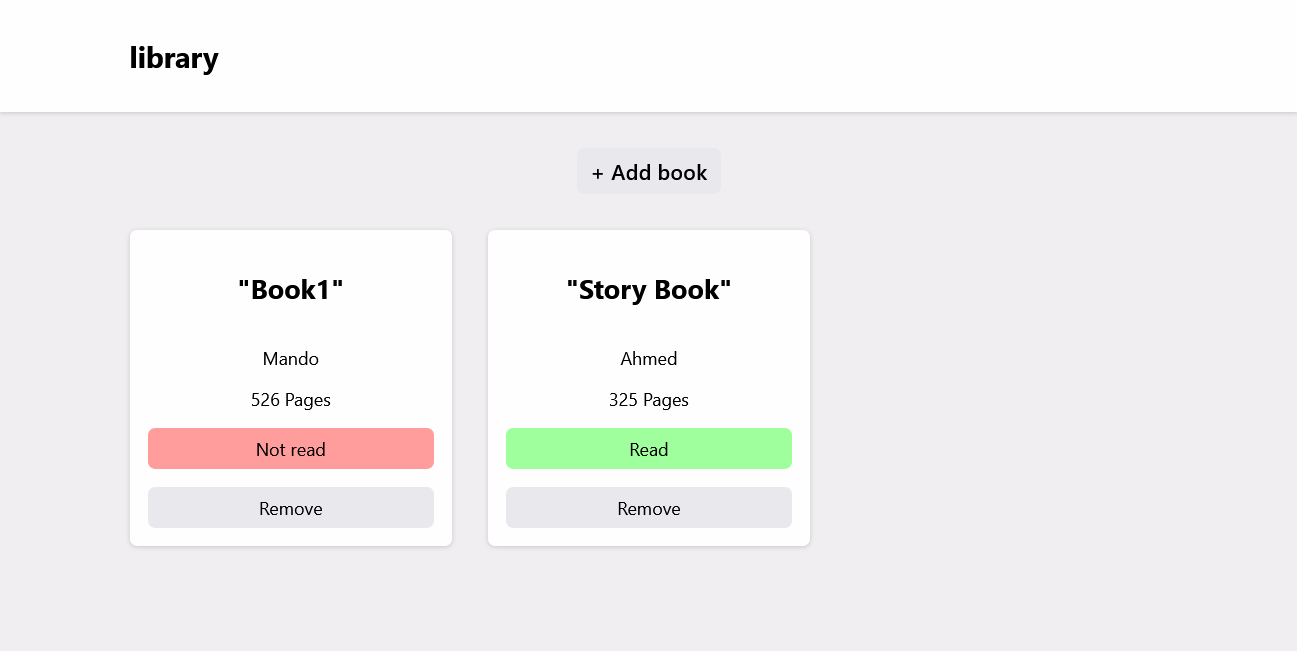 library
+ Add book
"Book1"
Mando
526 Pages
Not read
Remove
"Story Book"
Ahmed
325 Pages
Read
Remove